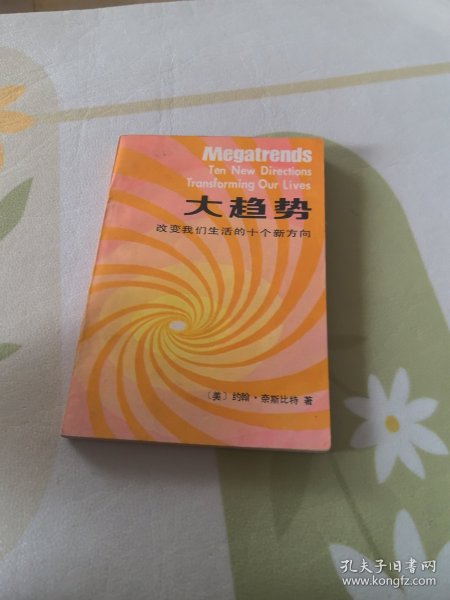 Megatrends
Ten New Directions
Transforming Our Lives
大趋势
改变我们生活的十个新方向
〔美〕约翰·奈斯比特 著
孔夫子旧书网
www.kongfz.com